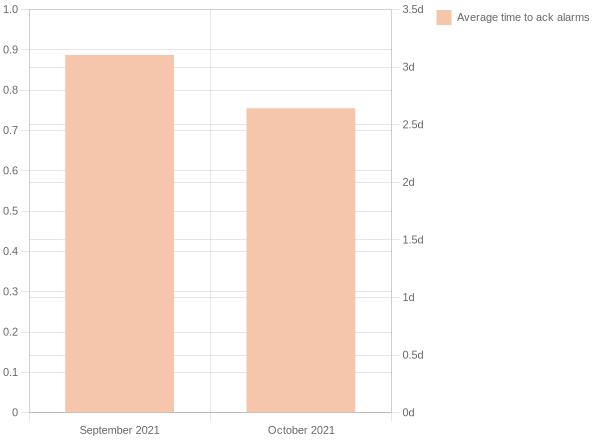 1.0
0.9
0.8
0.7
0.6
0.5
0.4
0.3
0.2
0.1
0
3.5d
3d
2.5d
2d
1.5d
1d
0.5d
0d
Average time to ack alarms
September 2021
October 2021